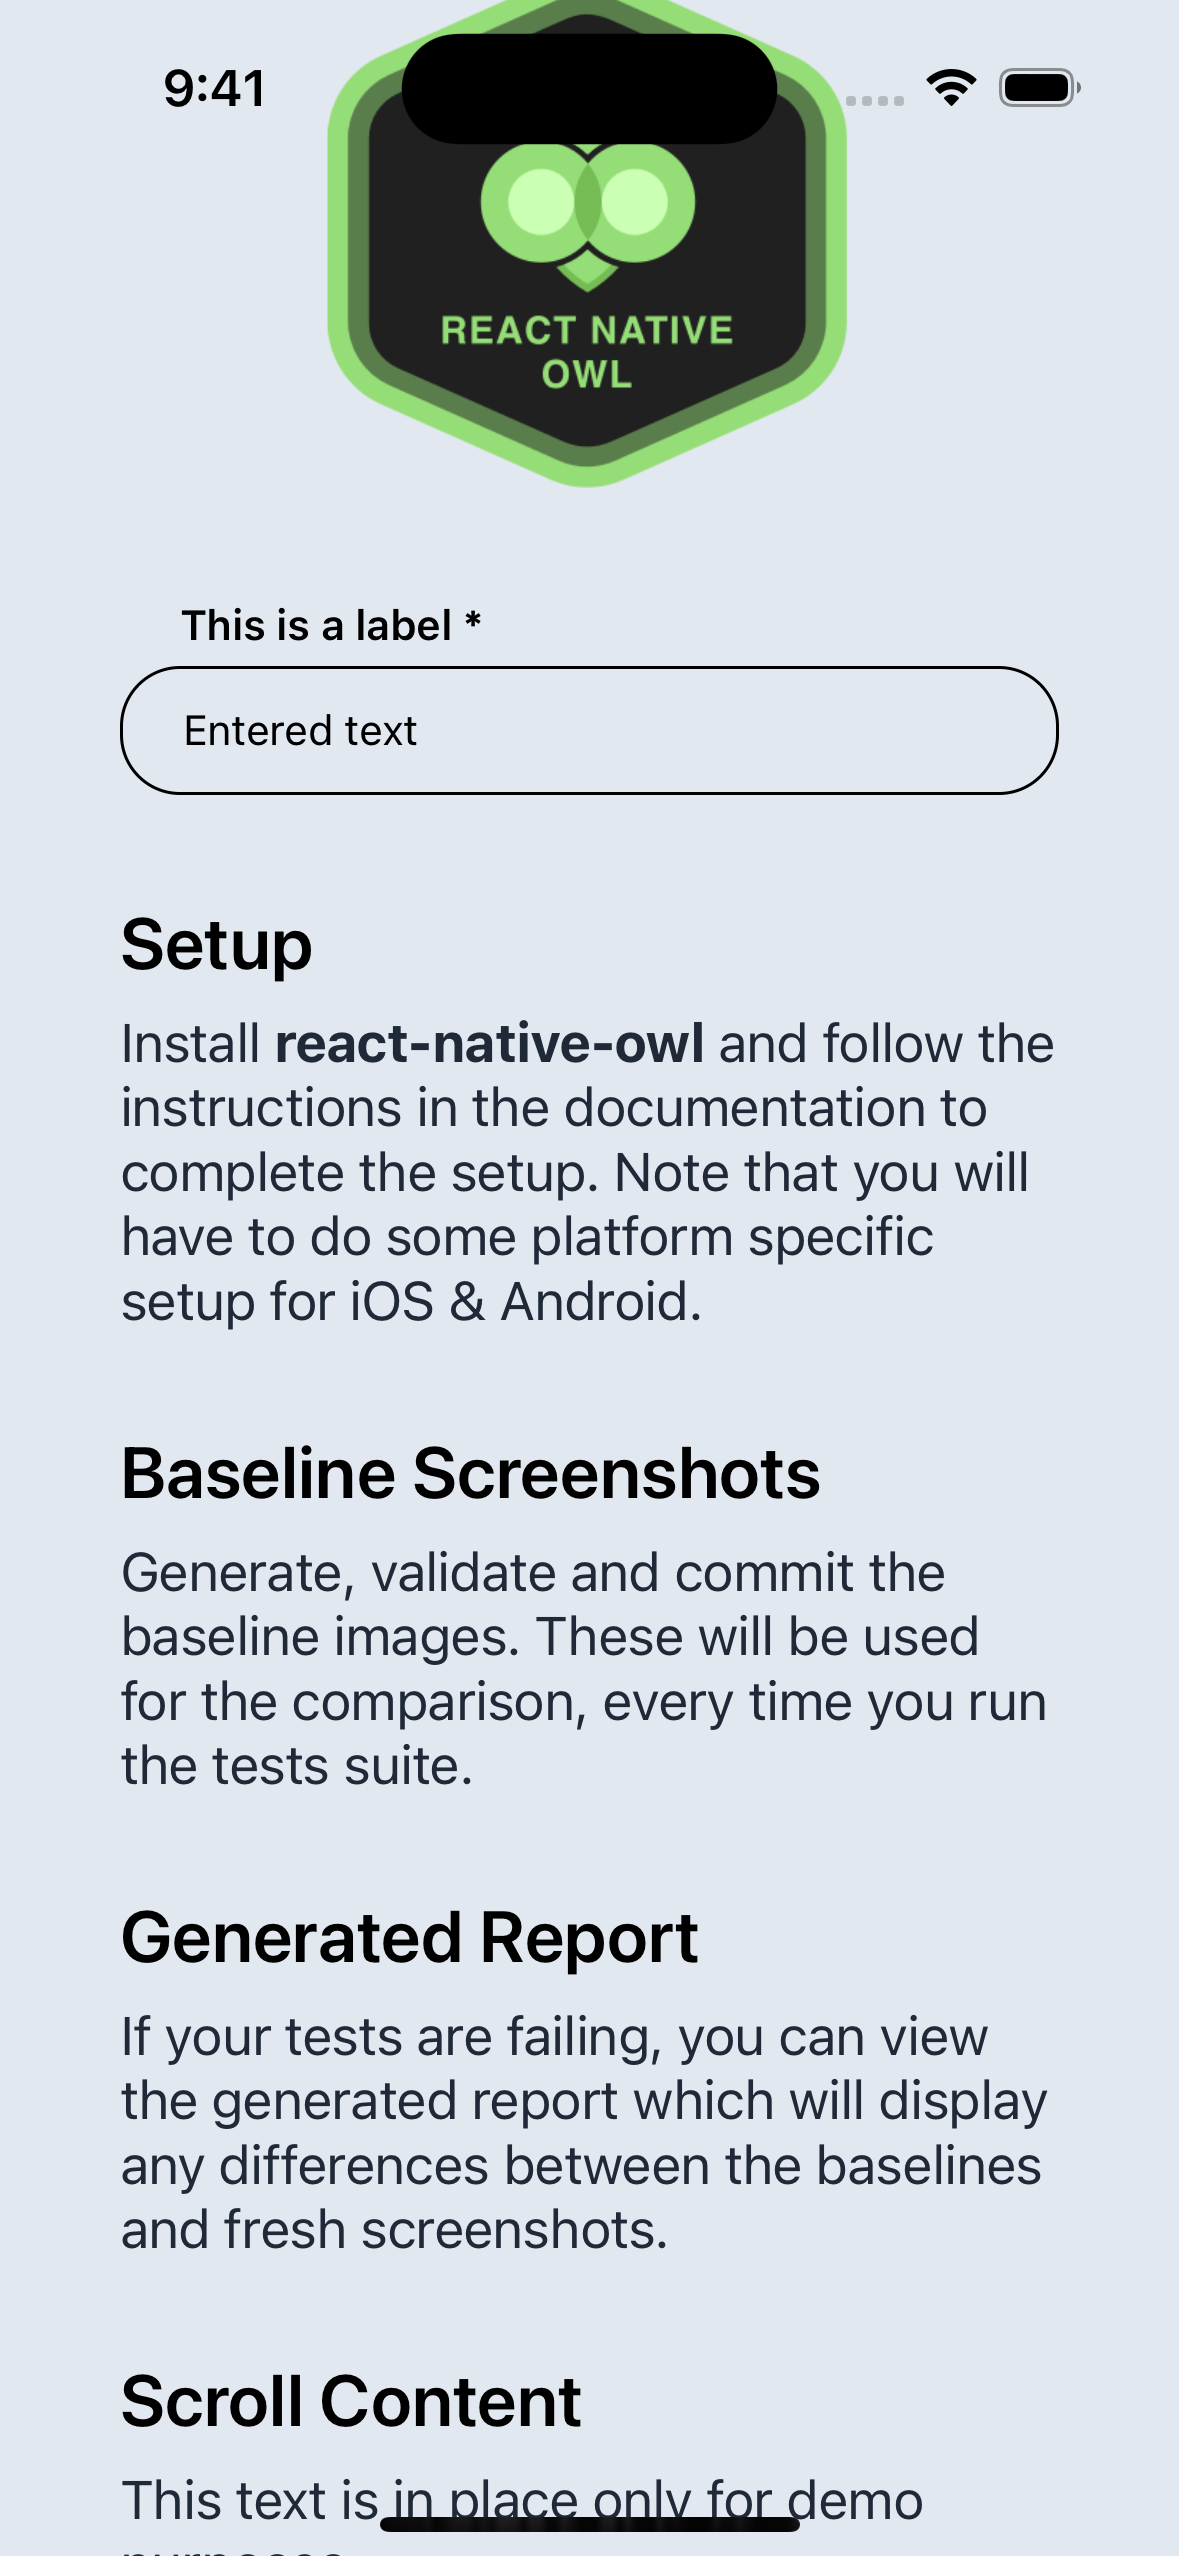 9:41
REACT NATIVE
OWL
This is a label *
Entered text
Setup
Install react-native-owl and follow the
instructions in the documentation to
complete the setup. Note that you will
have to do some platform specific
setup for iOS & Android.
Baseline Screenshots
Generate, validate and commit the
baseline images. These will be used
for the comparison, every time you run
the tests suite.
Generated Report
If your tests are failing, you can view
the generated report which will display
any differences between the baselines
and fresh screenshots.
Scroll Content
This text is in place only for demo